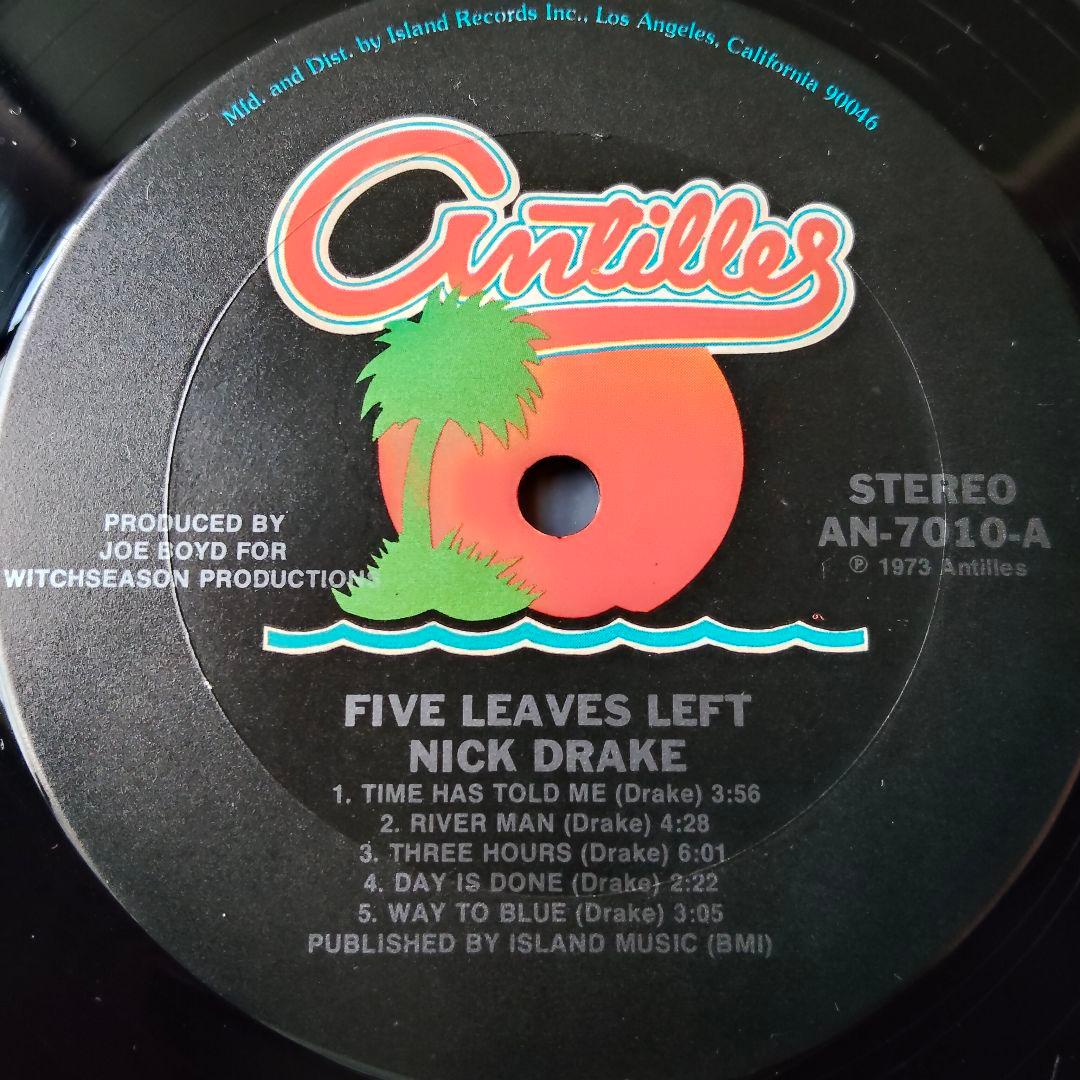 Mfd. and Dist. by Island Records Inc., Los Angeles, California 90046
Antilles
PRODUCED BY
JOE BOYD FOR
WITCHSEASON PRODUCTIONS
STEREO
AN-7010-A
℗ 1973 Antilles
FIVE LEAVES LEFT
NICK DRAKE
1. TIME HAS TOLD ME (Drake) 3:56
2. RIVER MAN (Drake) 4:28
3. THREE HOURS (Drake) 6:01
4. DAY IS DONE (Drake) 2:22
5. WAY TO BLUE (Drake) 3:05
PUBLISHED BY ISLAND MUSIC (BMI)